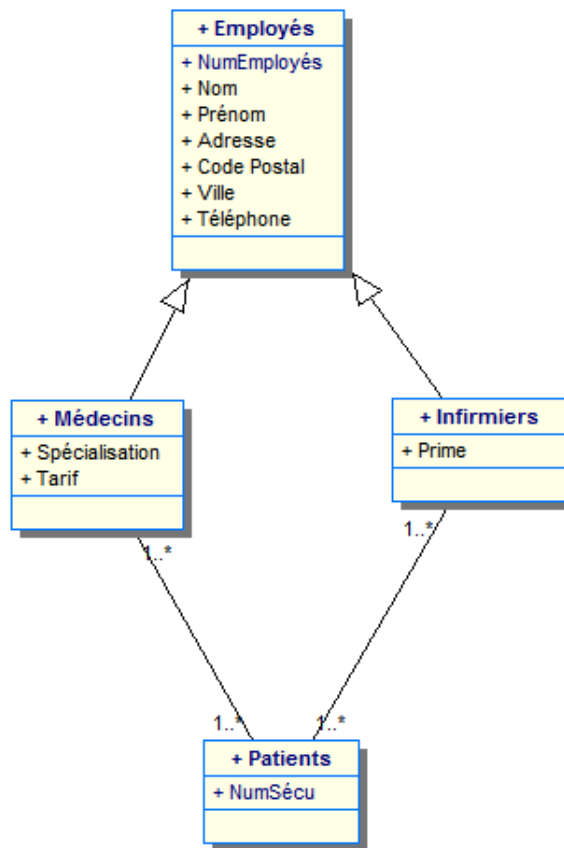 + Employés
+ NumEmployés
+ Nom
+ Prénom
+ Adresse
+ Code Postal
+ Ville
+ Téléphone
+ Médecins
+ Spécialisation
+ Tarif
+ Infirmiers
+ Prime
1..*
1..*
1..*
1..*
+ Patients
+ NumSécu